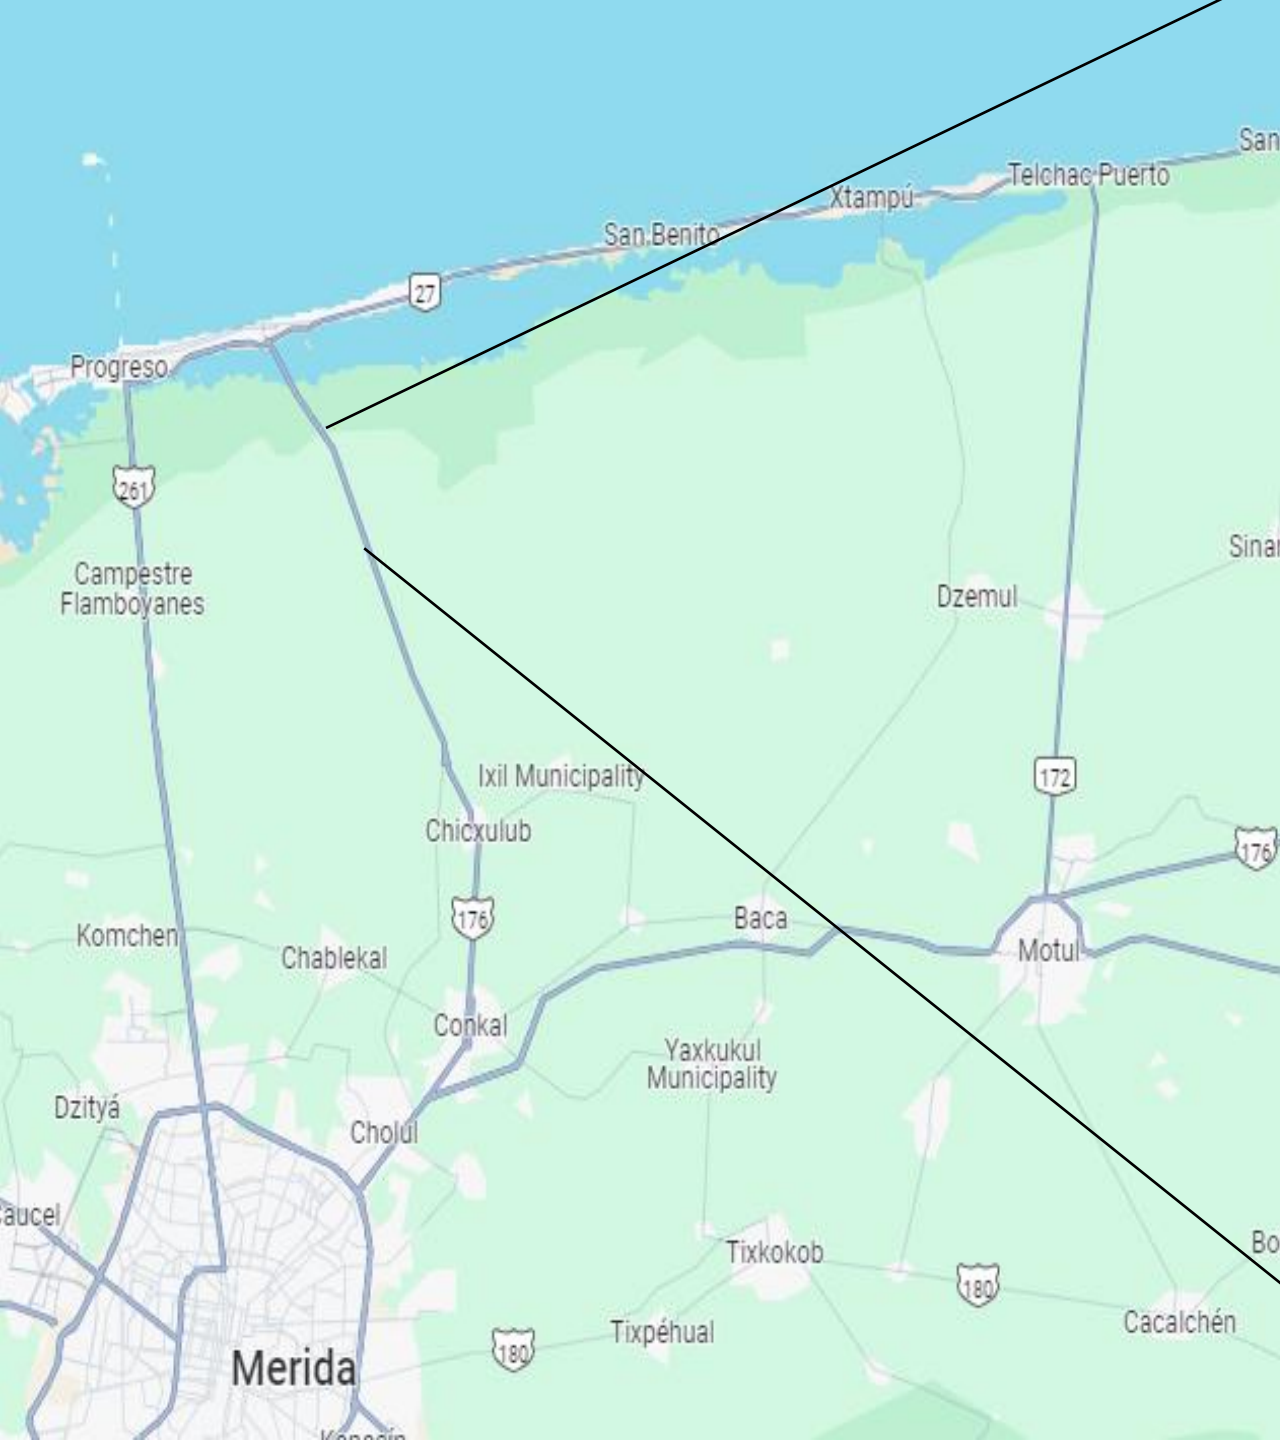 San
Telchac Puerto
Xtampú
San Benito
27
Progreso
261
Campestre
Flamboyanes
Sinan
Dzemul
172
Ixil Municipality
Chicxulub
176
176
Baca
Komchen
Motul
Chablekal
Conkal
Yaxkukul
Municipality
Dzityá
Cholul
Caucel
Bo
Tixkokob
180
Cacalchén
Tixpéhual
180
Merida